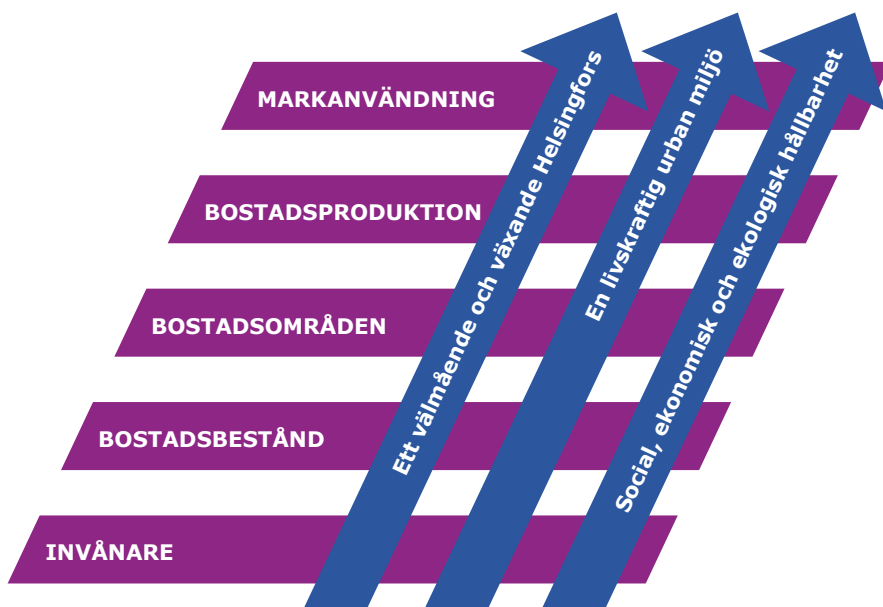 MARKANVÄNDNING
BOSTADSPRODUKTION
BOSTADSOMRÅDEN
BOSTADSBESTÅND
INVÅNARE
Ett välmående och växande Helsingfors
En livskraftig urban miljö
Social, ekonomisk och ekologisk hållbarhet